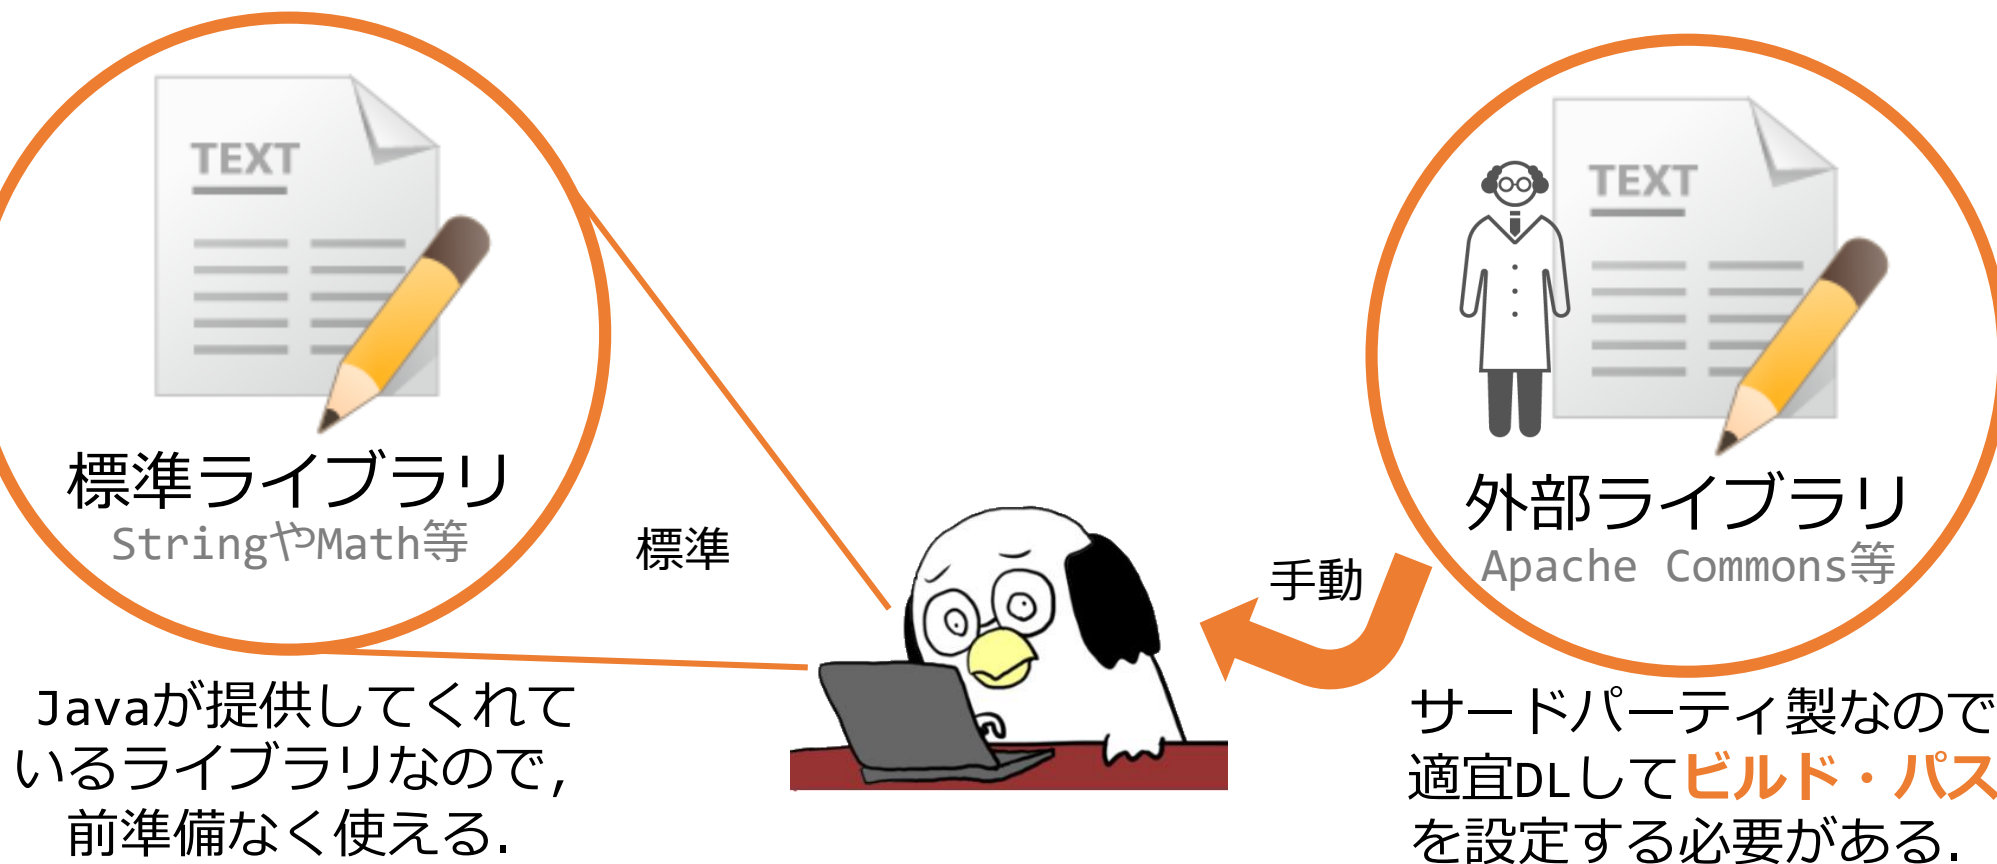 TEXT
標準ライブラリ
StringやMath等
Javaが提供してくれて
いるライブラリなので,
前準備なく使える.
標準
手動
TEXT
外部ライブラリ
Apache Commons等
サードパーティ製なので
適宜DLしてビルド・パス
を設定する必要がある.